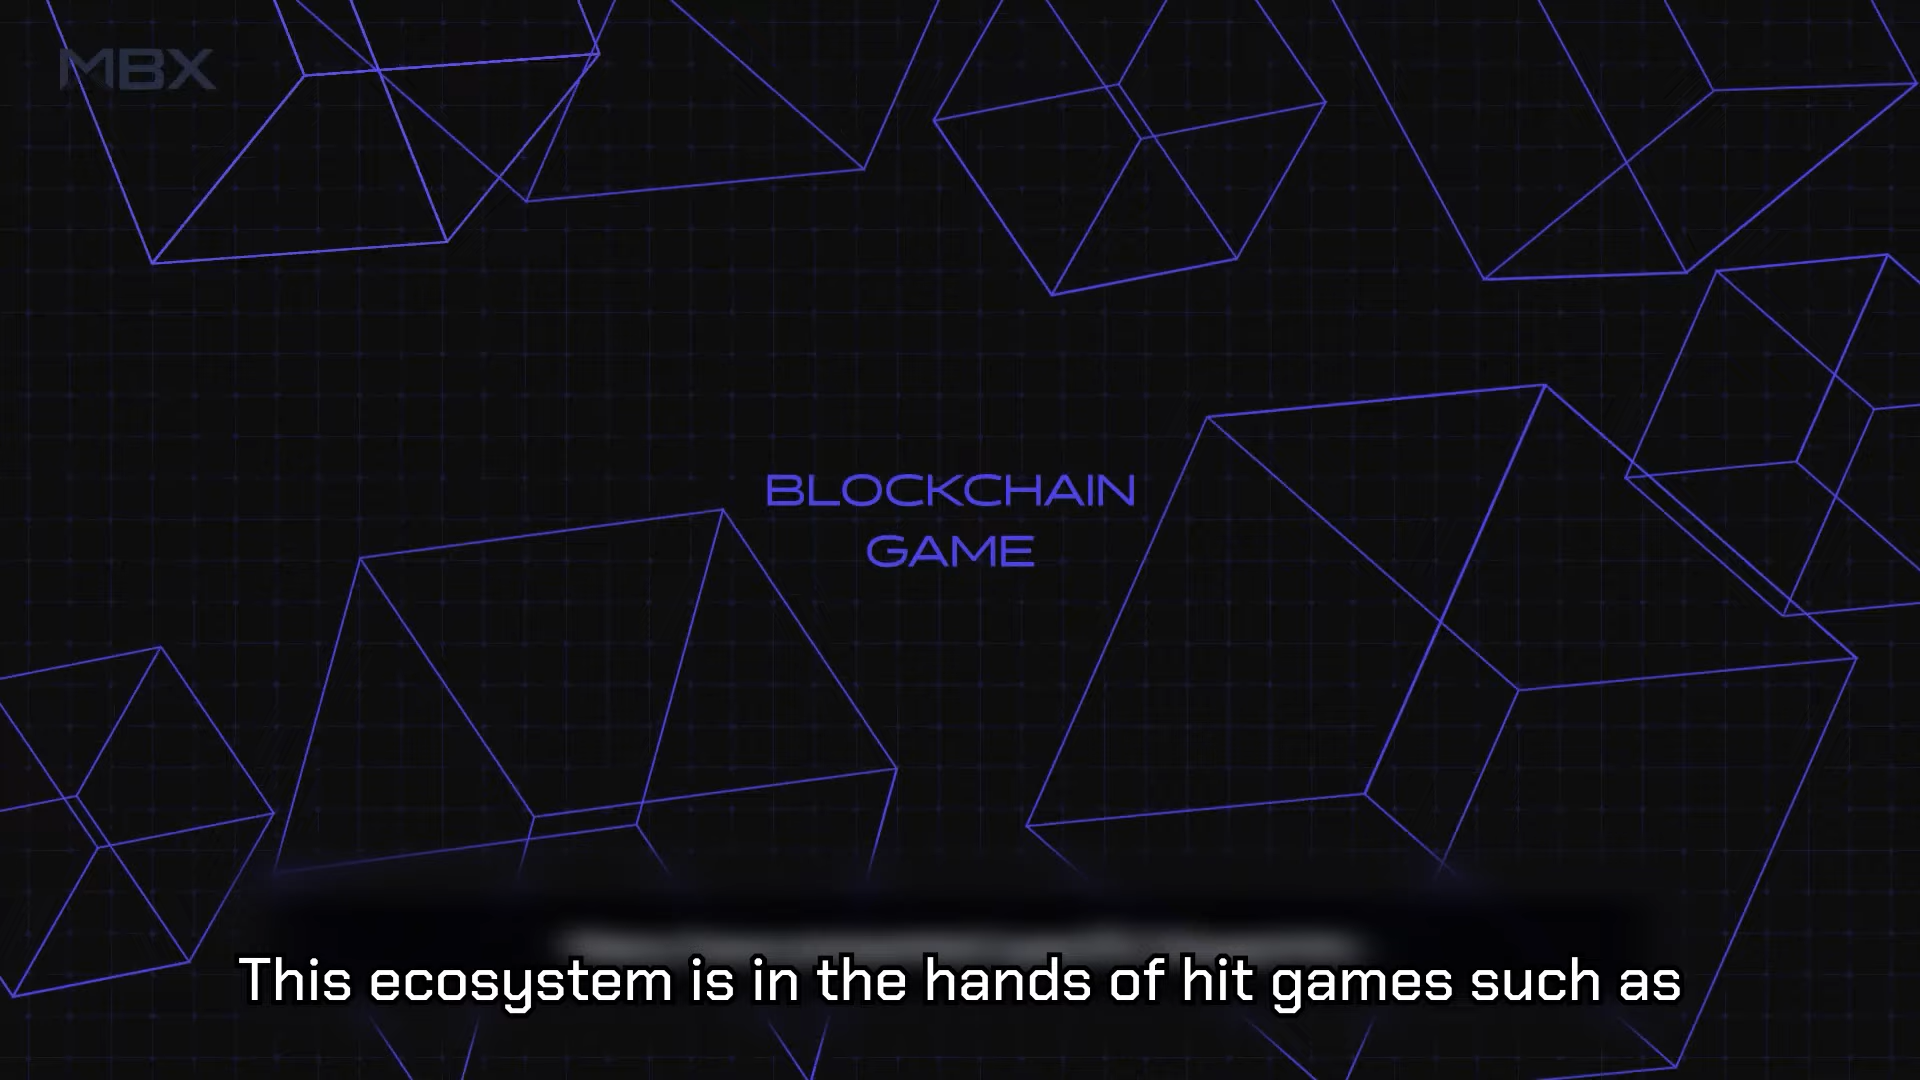 MBX
BLOCKCHAIN
GAME
This ecosystem is in the hands of hit games such as